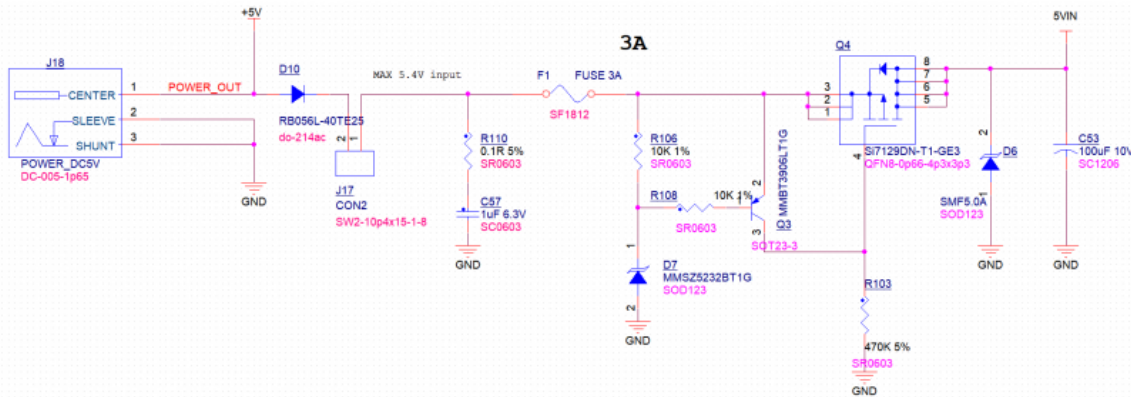 +5V
J18
CENTER
SLEEVE
SHUNT
1
2
3
POWER_DC5V
DC-005-1p65
POWER_OUT
GND
D10
RB056L-40TE25
do-214ac
MAX 5.4V input
2
1
J17
CON2
SW2-10p4x15-1-8
R110
0.1R 5%
SR0603
C57
1uF 6.3V
SC0603
GND
3A
F1
FUSE 3A
SF1812
R106
10K 1%
SR0603
R108
10K 1%
SR0603
1
2
3
Q3 MMBT3906LT1G
SOT23-3
1
D7
MMSZ5232BT1G
SOD123
2
GND
Q4
3
2
1
8
7
6
5
4
Si7129DN-T1-GE3
QFN8-0p66-4p3x3p3
R103
470K 5%
SR0603
GND
2
D6
1
SMF5.0A
SOD123
GND
5VIN
C53
100uF 10V
SC1206
GND